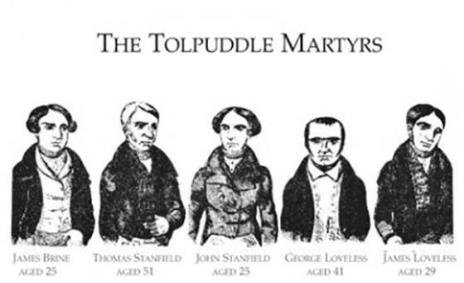 THE TOLPUDDLE MARTYRS
JAMES BRINE
AGED 25
THOMAS STANFIELD
AGED 51
JOHN STANFIELD
AGED 25
GEORGE LOVELESS
AGED 41
JAMES LOVELESS
AGED 29